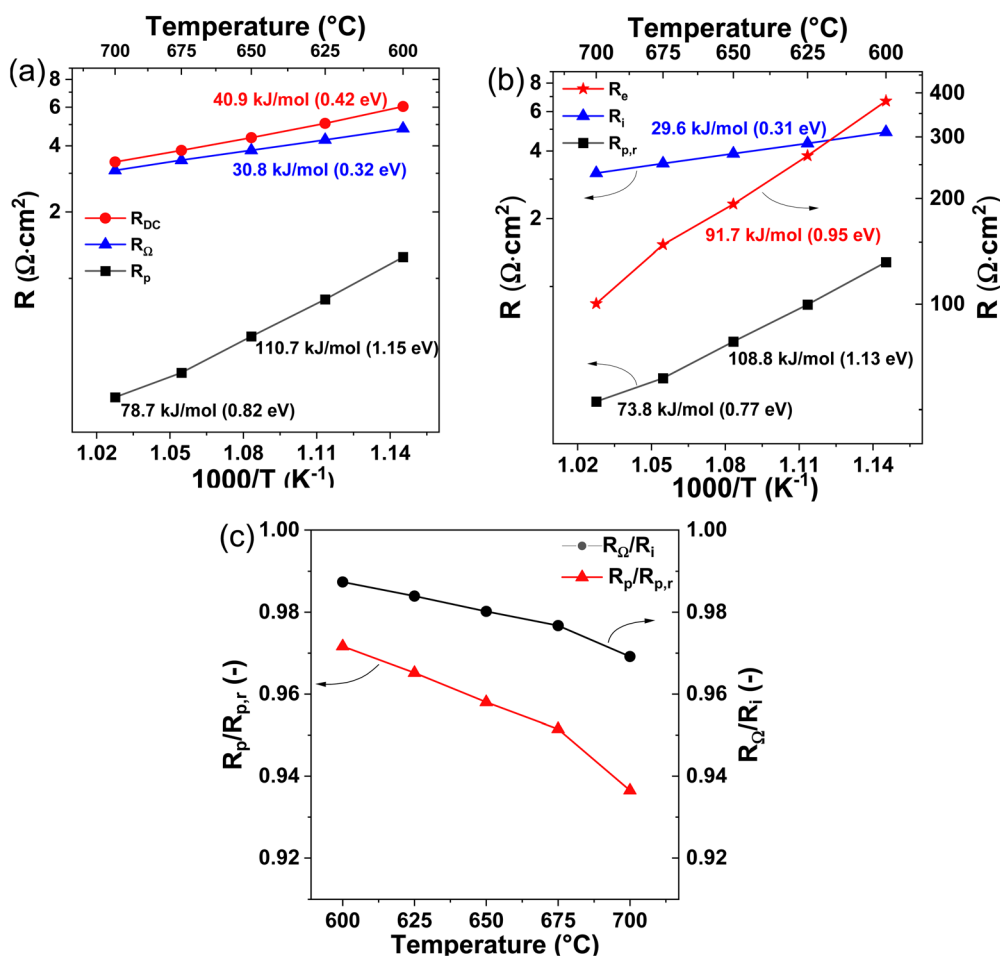 Temperature (°C)
700 675 650 625 600
(a)
8
6
4
2
40.9 kJ/mol (0.42 eV)
30.8 kJ/mol (0.32 eV)
R_DC
R_Ω
R_p
110.7 kJ/mol (1.15 eV)
78.7 kJ/mol (0.82 eV)
R (Ω·cm²)
1.02 1.05 1.08 1.11 1.14
1000/T (K⁻¹)
Temperature (°C)
700 675 650 625 600
(b)
8
6
4
2
R_e
R_i
R_p,r
29.6 kJ/mol (0.31 eV)
91.7 kJ/mol (0.95 eV)
108.8 kJ/mol (1.13 eV)
73.8 kJ/mol (0.77 eV)
R (Ω·cm²)
400
300
200
100
R (Ω·cm²)
1.02 1.05 1.08 1.11 1.14
1000/T (K⁻¹)
(c)
1.00
0.98
0.96
0.94
0.92
R_p/R_p,r (-)
R_Ω/R_i
R_p/R_p,r
1.00
0.98
0.96
0.94
0.92
R_Ω/R_i (-)
600 625 650 675 700
Temperature (°C)